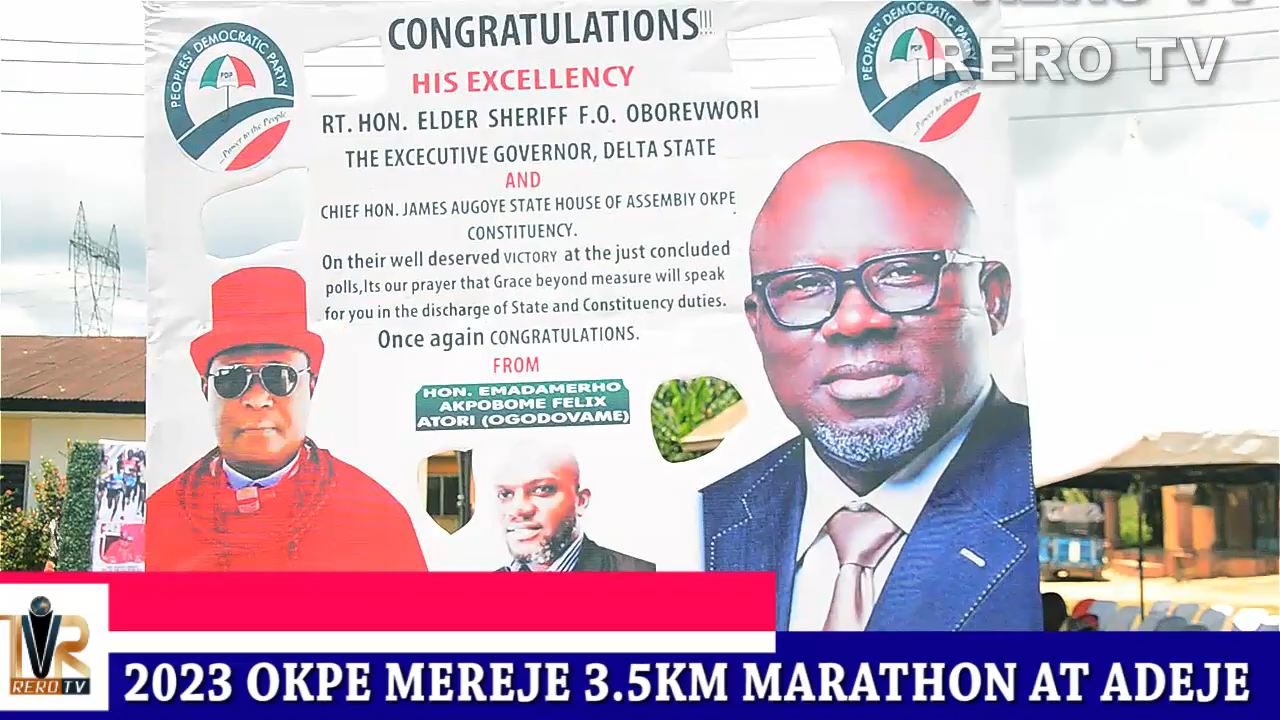 RERO TV
RERO TV
PEOPLES' DEMOCRATIC PARTY
PDP
...Power to the People
PEOPLES' DEMOCRATIC PARTY
PDP
...Power to the People
CONGRATULATIONS!!!
HIS EXCELLENCY
RT. HON. ELDER SHERIFF F.O. OBOREVWORI
THE EXCECUTIVE GOVERNOR, DELTA STATE
AND
CHIEF HON. JAMES AUGOYE STATE HOUSE OF ASSEMBIY OKPE
CONSTITUENCY.
On their well deserved VICTORY at the just concluded
polls,Its our prayer that Grace beyond measure will speak
for you in the discharge of State and Constituency duties.
Once again CONGRATULATIONS.
FROM
HON. EMADAMERHO
AKPOBOME FELIX
ATORI (OGODOVAME)
RERO TV
2023 OKPE MEREJE 3.5KM MARATHON AT ADEJE